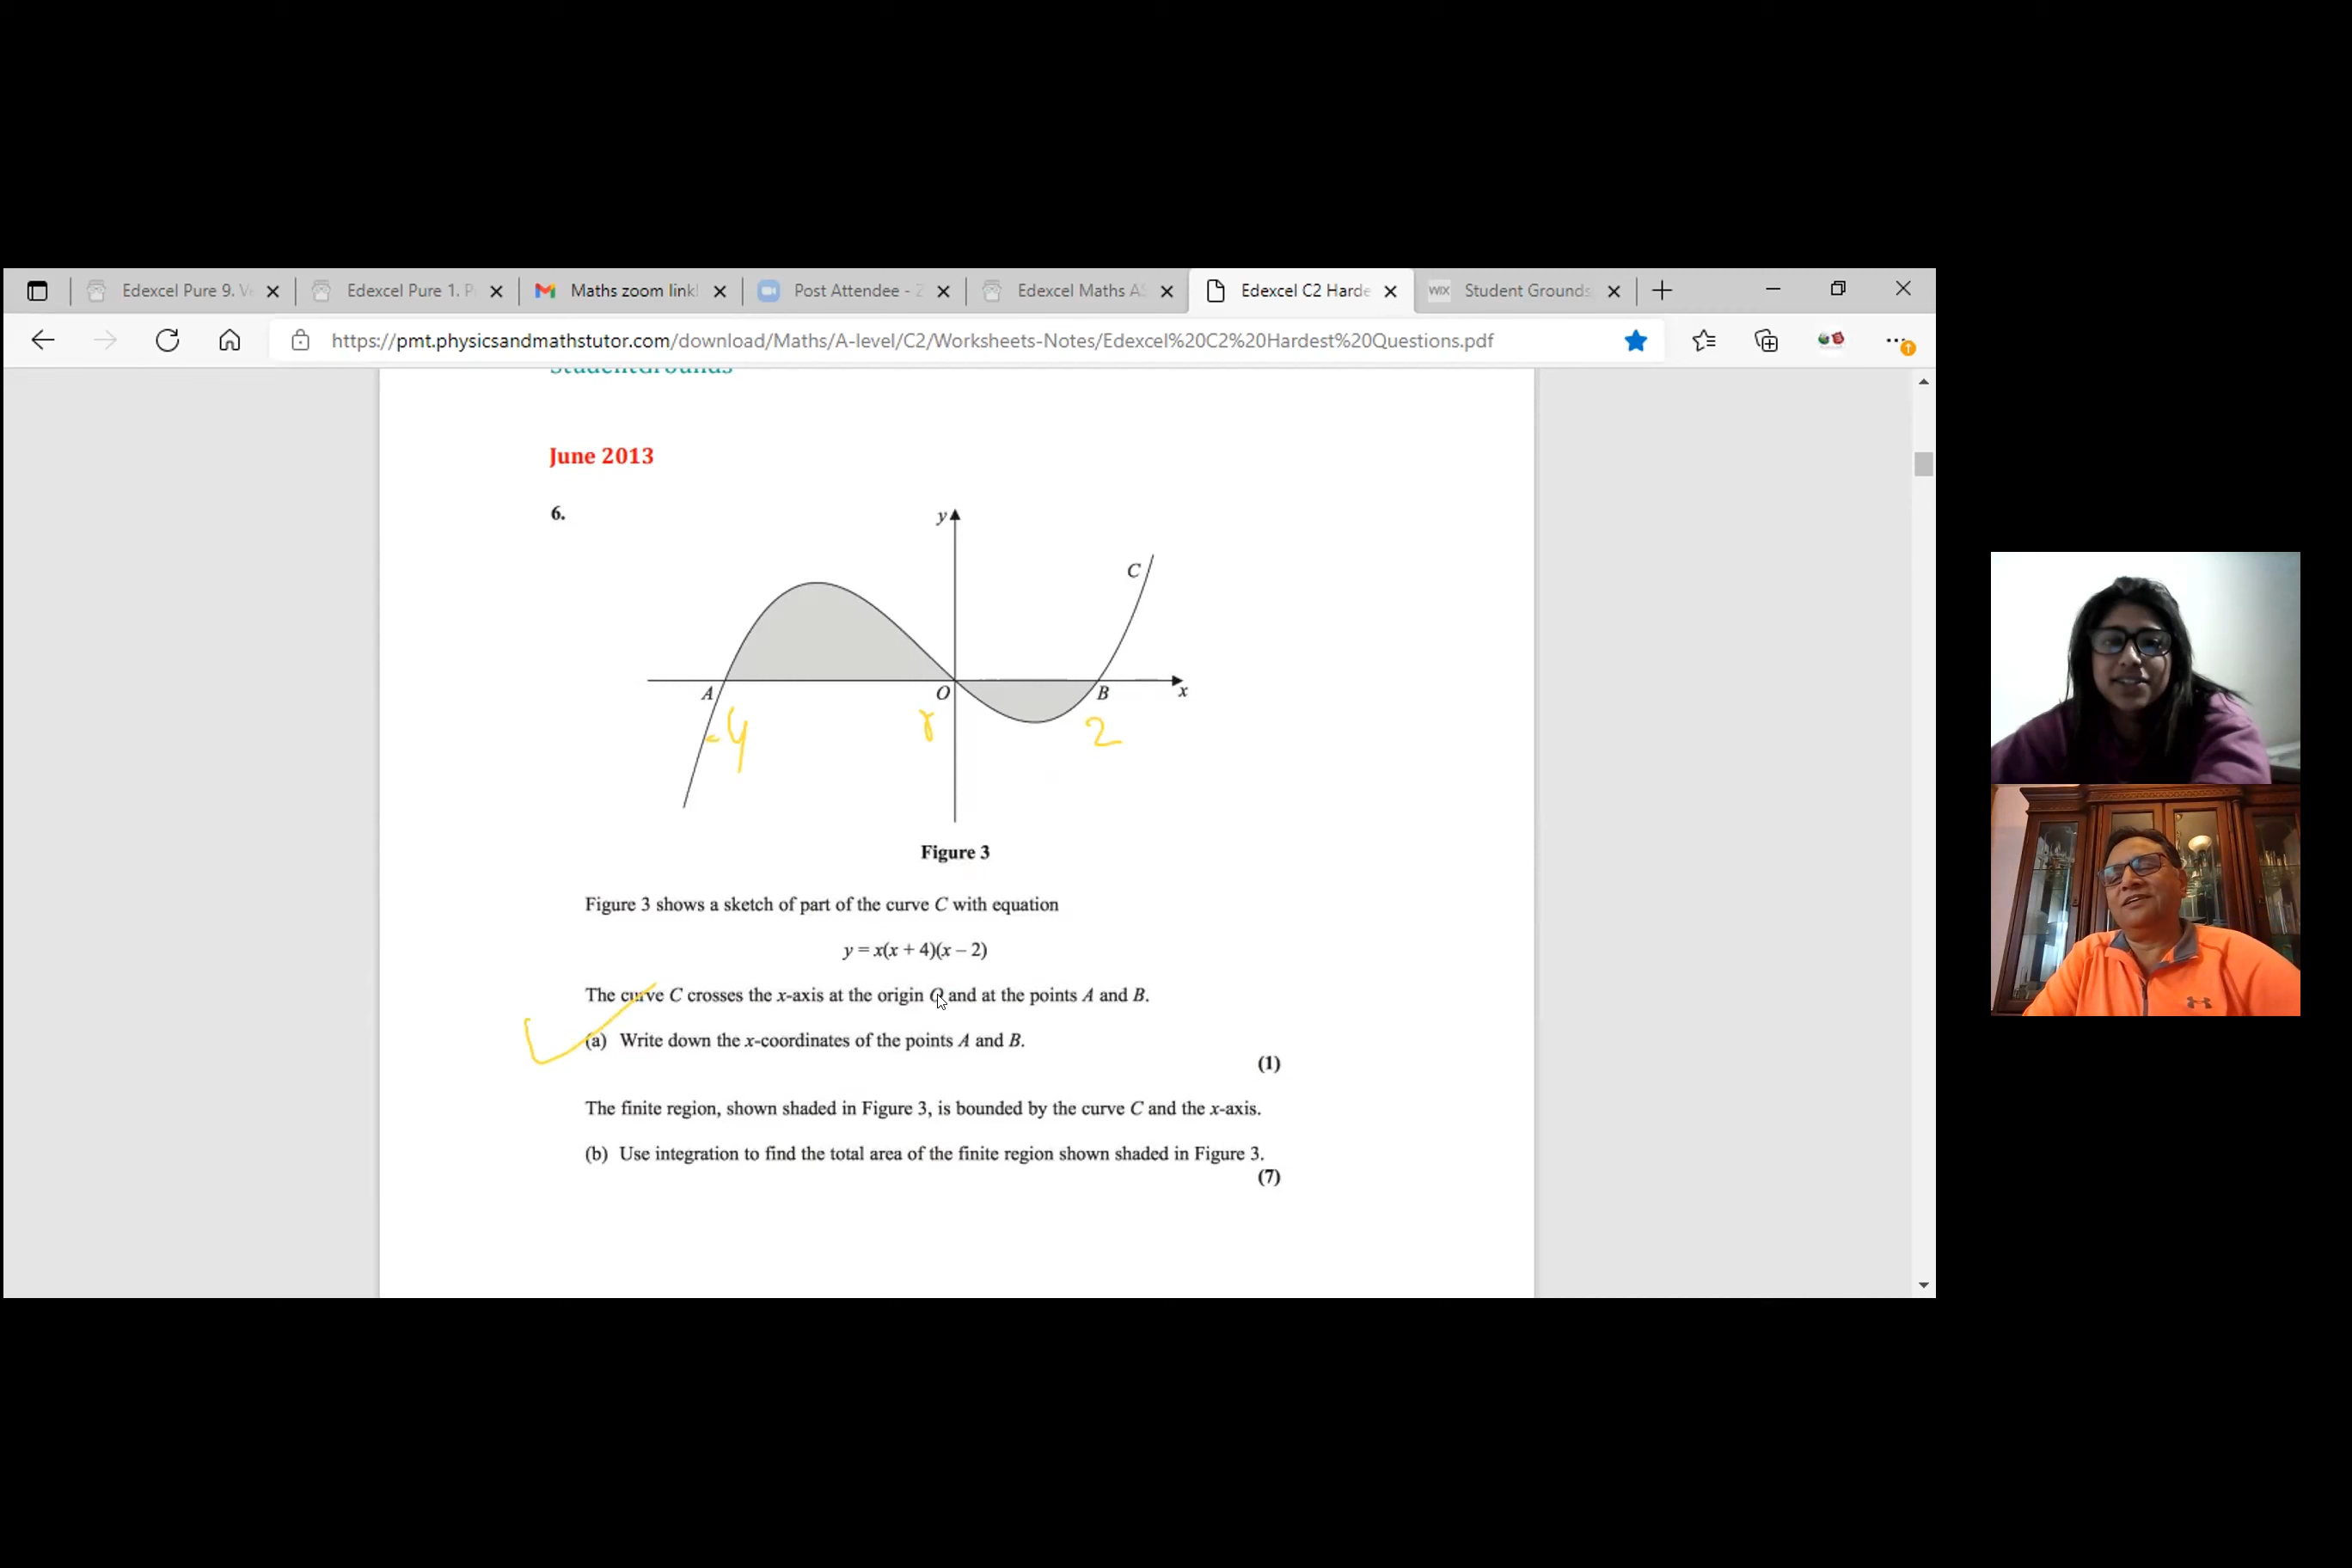 Edexcel Pure 9. V
Edexcel Pure 1. P
Maths zoom link
Post Attendee - Z
Edexcel Maths A
Edexcel C2 Harde
WIX
Student Grounds
https://pmt.physicsandmathstutor.com/download/Maths/A-level/C2/Worksheets-Notes/Edexcel%20C2%20Hardest%20Questions.pdf
StudentGrounds
June 2013
6.
y
C
A
O
B
x
-4
2
Figure 3
Figure 3 shows a sketch of part of the curve C with equation
y = x(x + 4)(x – 2)
The curve C crosses the x-axis at the origin O and at the points A and B.
(a) Write down the x-coordinates of the points A and B.
(1)
The finite region, shown shaded in Figure 3, is bounded by the curve C and the x-axis.
(b) Use integration to find the total area of the finite region shown shaded in Figure 3.
(7)